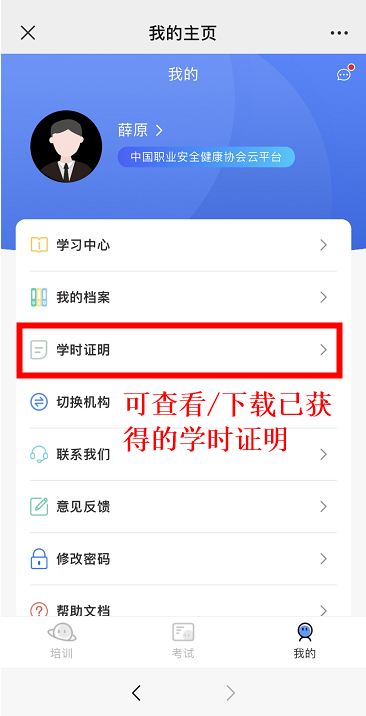 我的主页
我的
薛原
中国职业安全健康协会云平台
学习中心
我的档案
学时证明
切换机构
可查看/下载已获
得的学时证明
联系我们
意见反馈
修改密码
帮助文档
培训
考试
我的